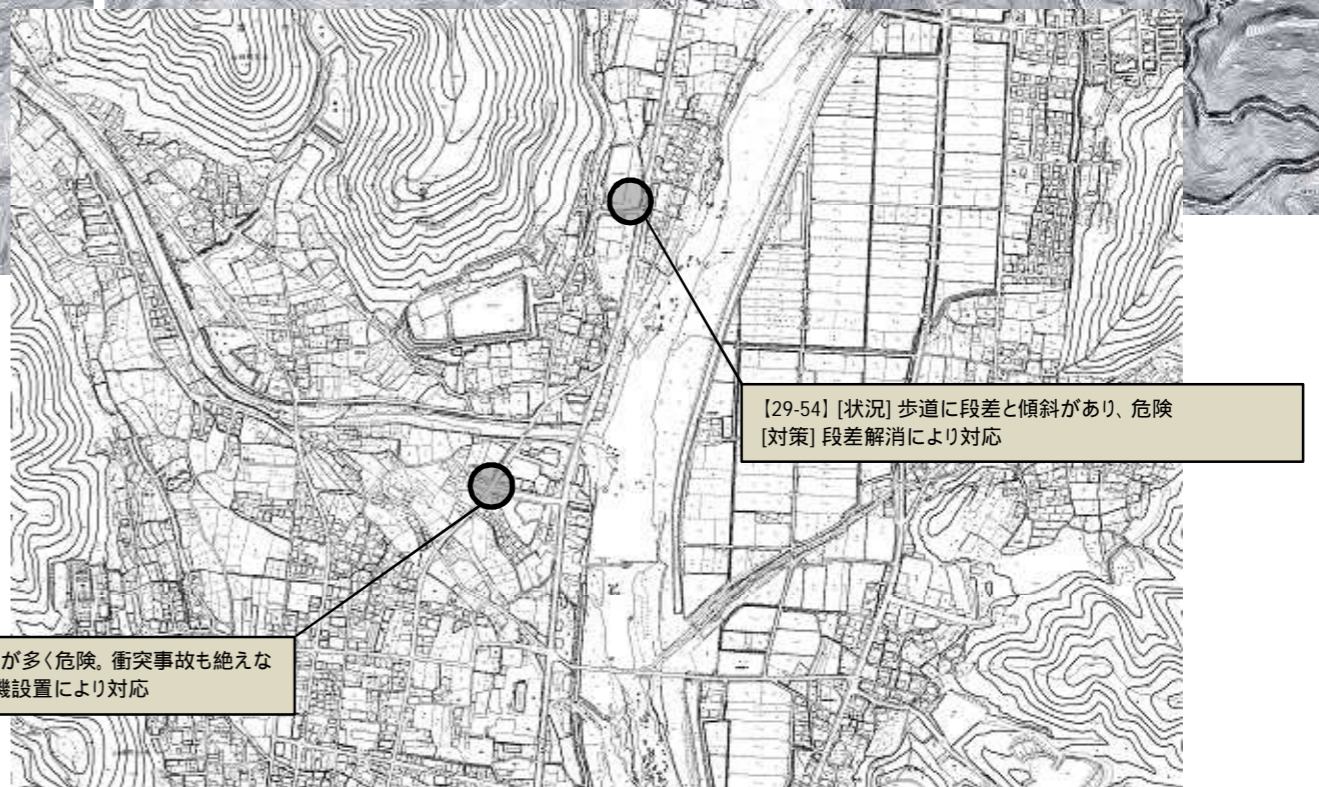 【29-54】 [状況] 歩道に段差と傾斜があり、危険
[対策] 段差解消により対応
が多く危険。衝突事故も絶えな
機設置により対応